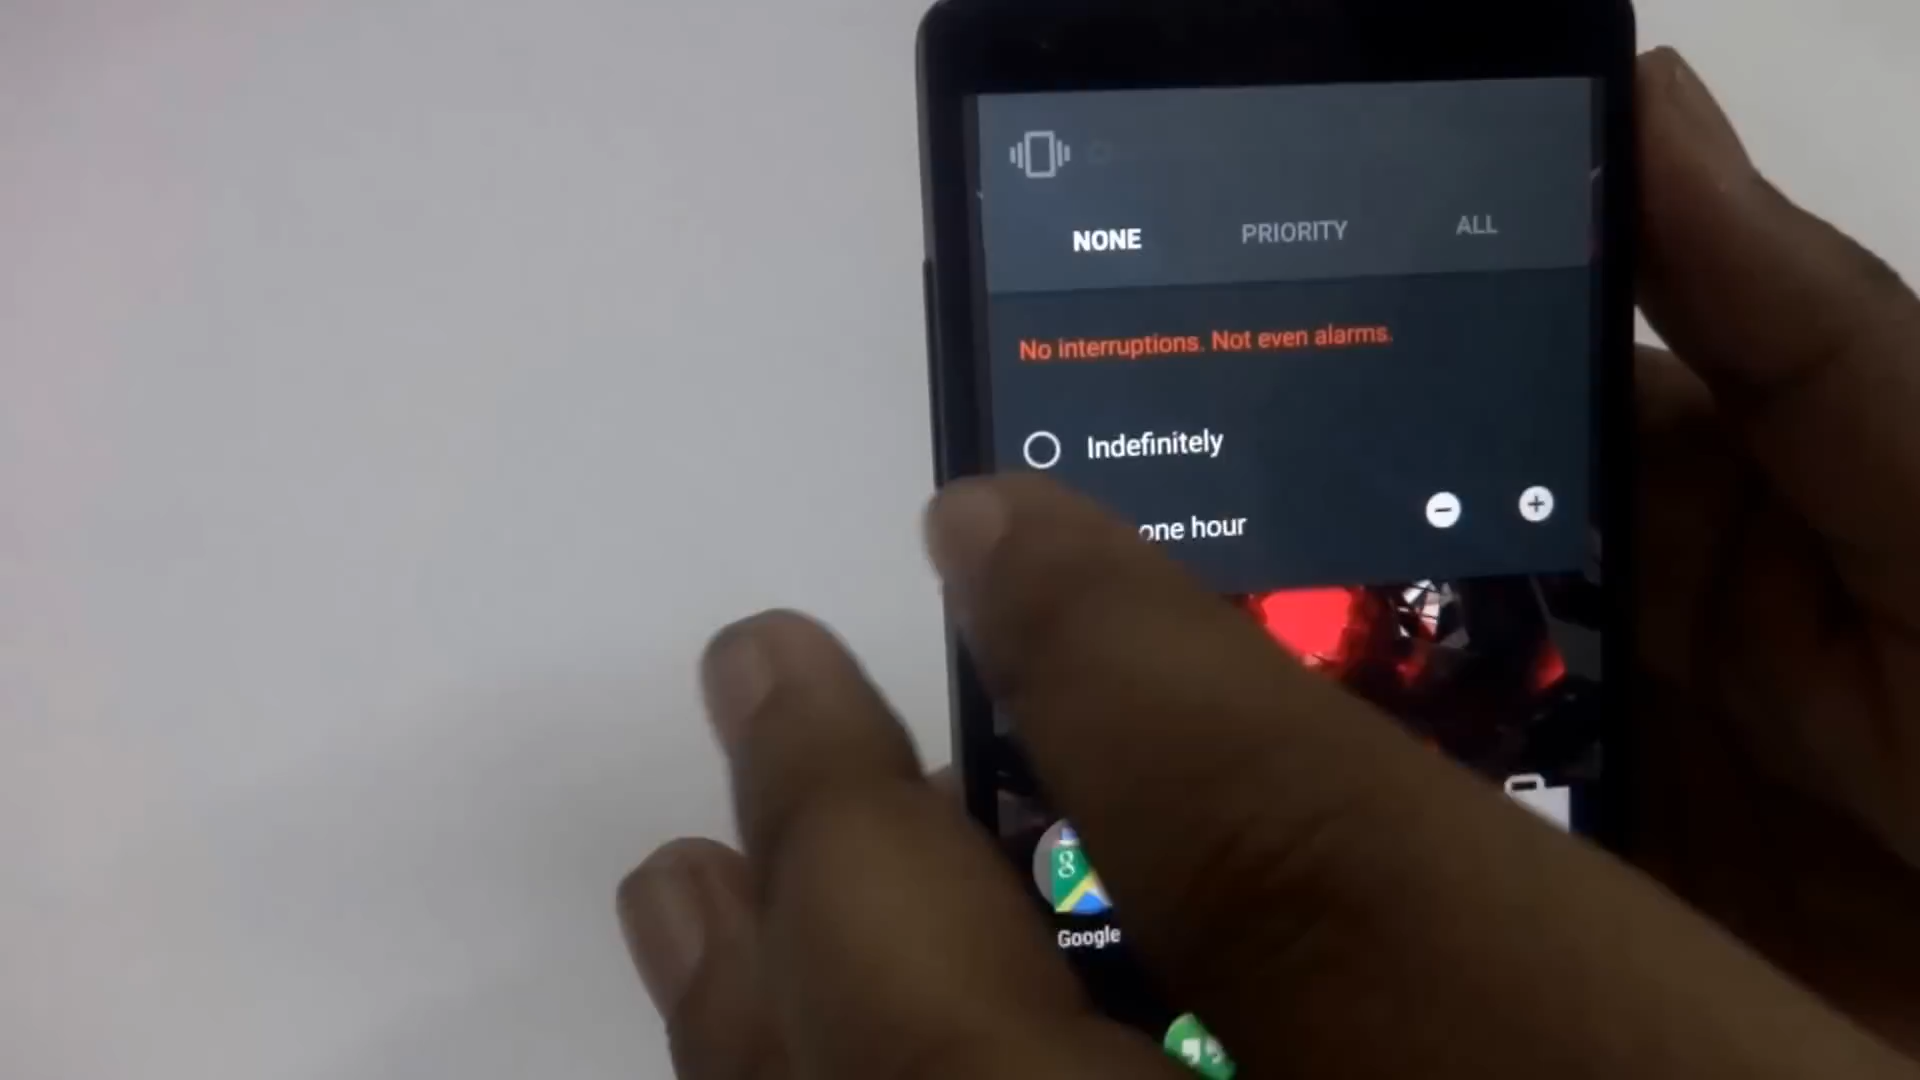 NONE PRIORITY ALL
No interruptions. Not even alarms.
Indefinitely
one hour
Google